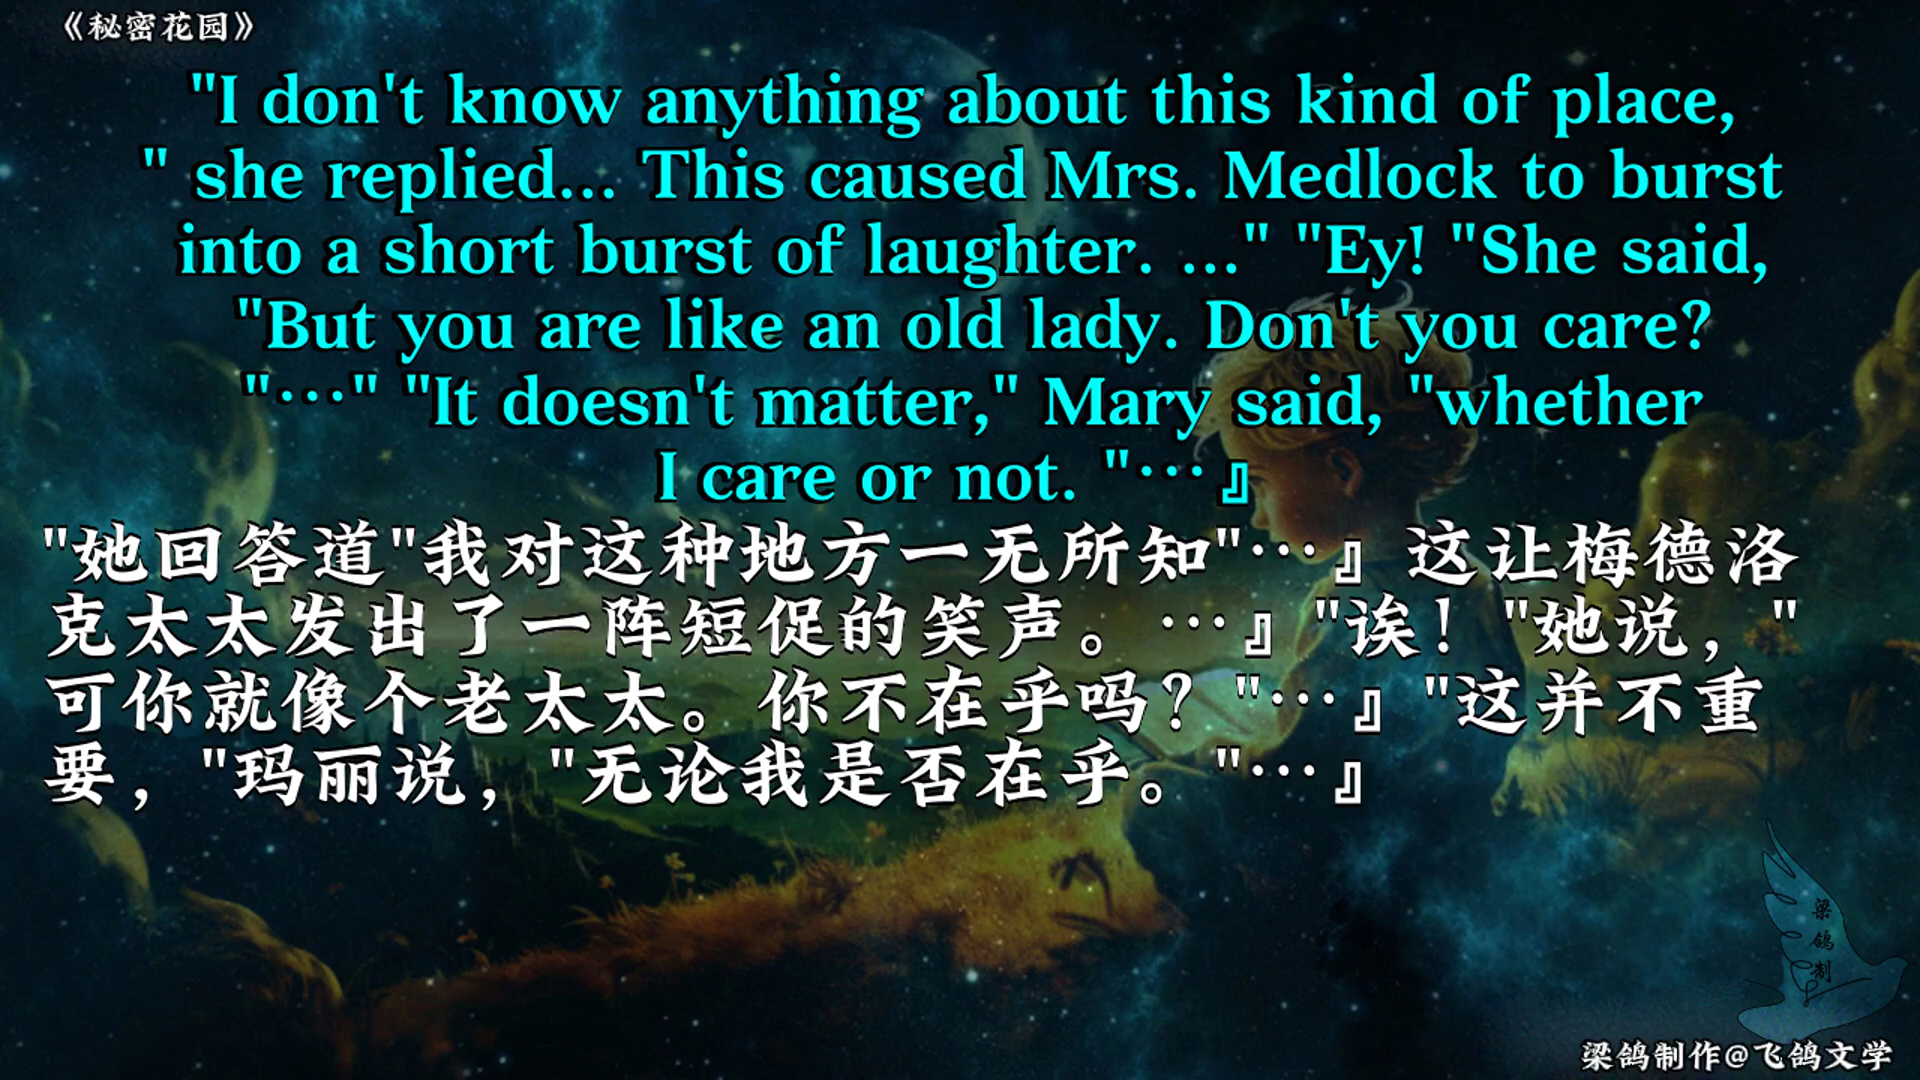 《秘密花园》
"I don't know anything about this kind of place,
" she replied... This caused Mrs. Medlock to burst
into a short burst of laughter. ..." "Ey! "She said,
"But you are like an old lady. Don't you care?
"···" "It doesn't matter," Mary said, "whether
I care or not. "···』
"她回答道"我对这种地方一无所知"···』这让梅德洛
克太太发出了一阵短促的笑声。···』"诶！"她说，"
可你就像个老太太。你不在乎吗？"···』"这并不重
要，"玛丽说，"无论我是否在乎。"···』
梁
鸽
制
梁鸽制作@飞鸽文学